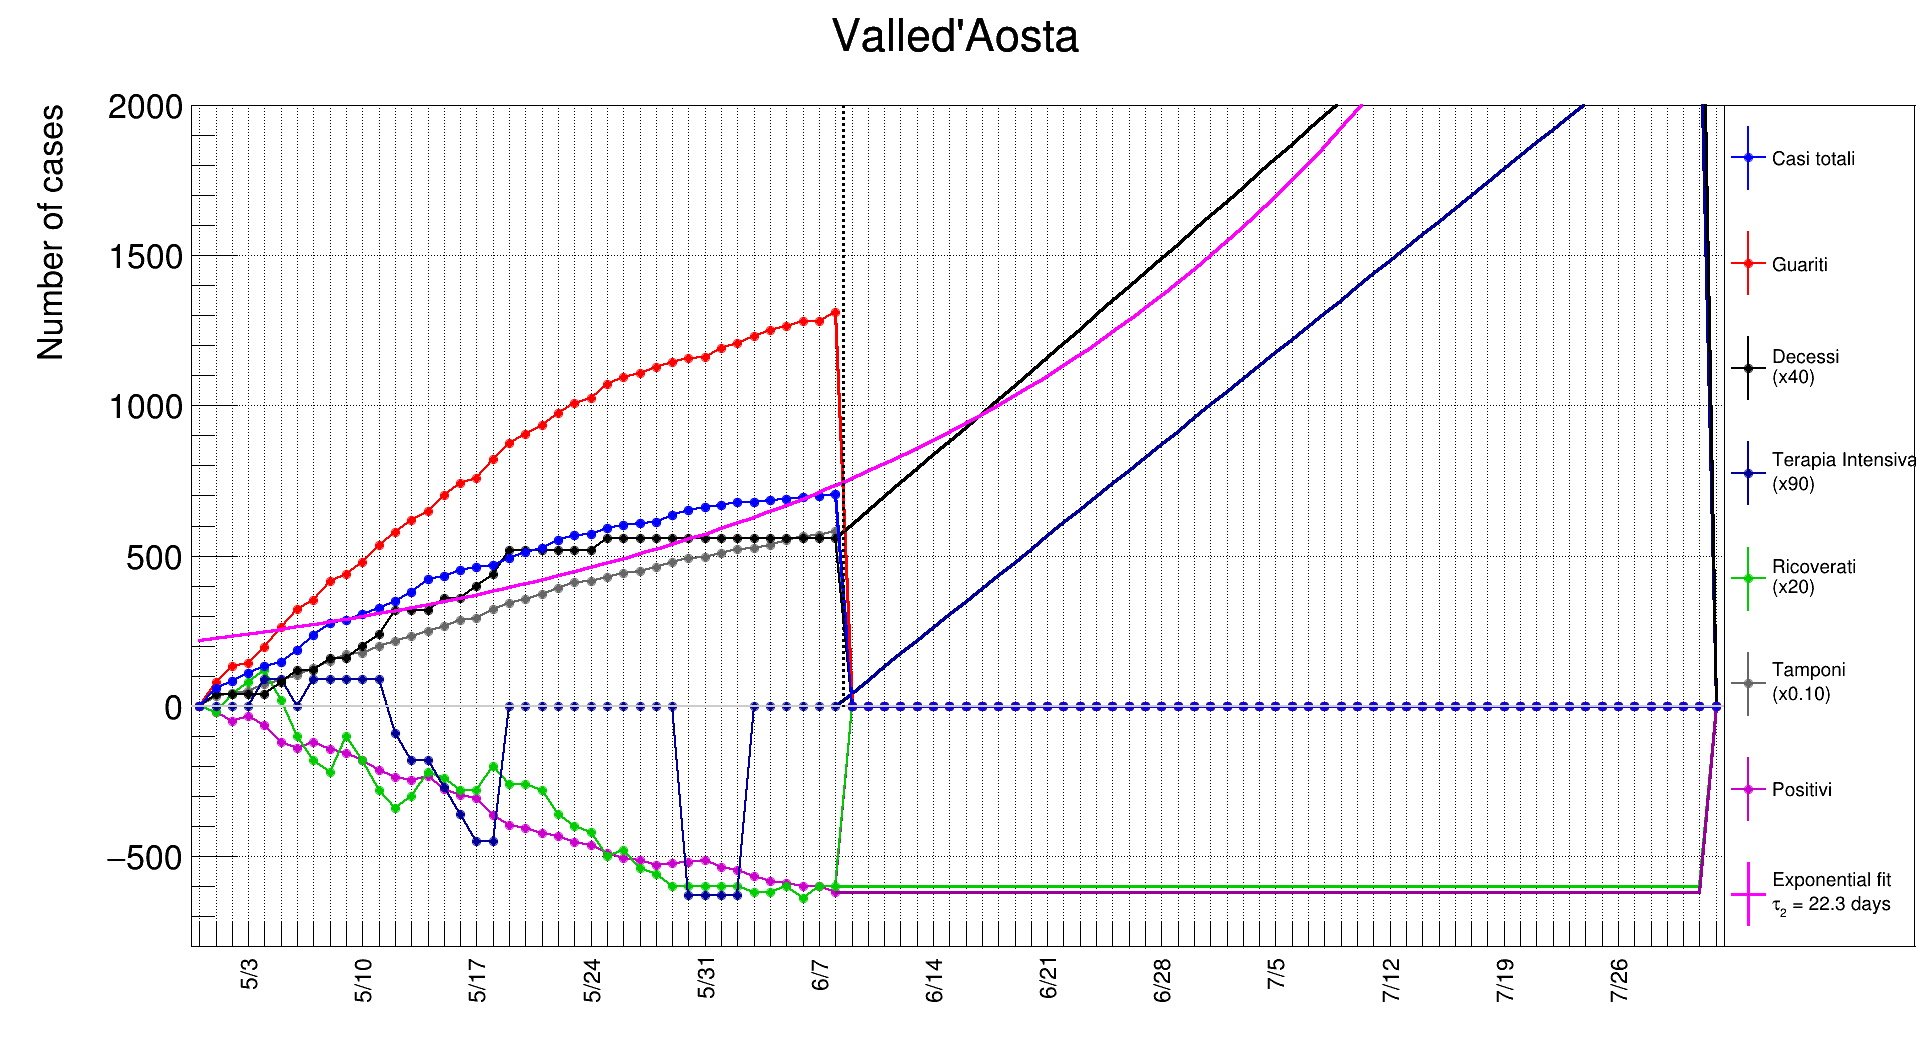 Valled'Aosta
Number of cases
2000
1500
1000
500
0
−500
5/3
5/10
5/17
5/24
5/31
6/7
6/14
6/21
6/28
7/5
7/12
7/19
7/26
Casi totali
Guariti
Decessi
(x40)
Terapia Intensiva
(x90)
Ricoverati
(x20)
Tamponi
(x0.10)
Positivi
Exponential fit
τ₂ = 22.3 days